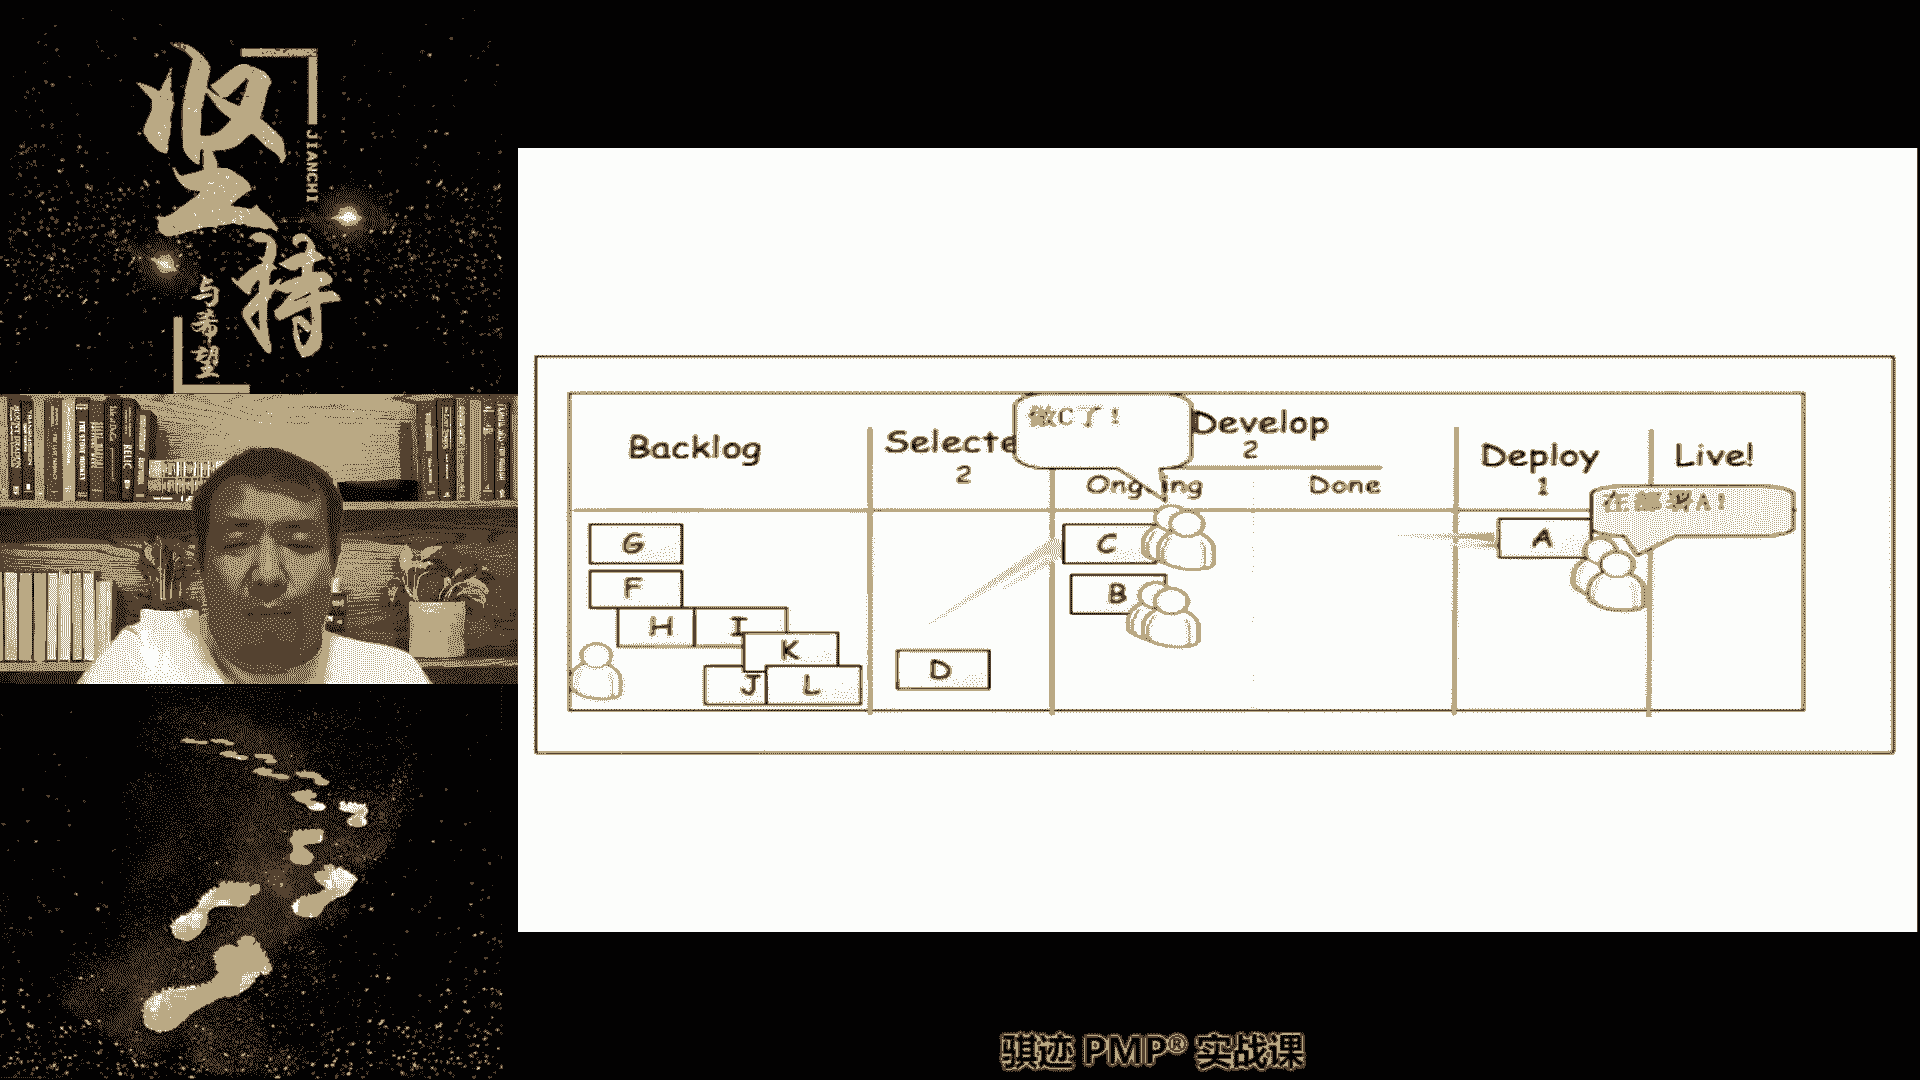 坚持
JIANCHI
与希望
Backlog
Selecte
2
做C了！
Develop
2
Ong ing
Done
Deploy
1
Live!
在部署A！
G
F
H
I
K
J
L
D
C
B
A
骐迹 PMP® 实战课